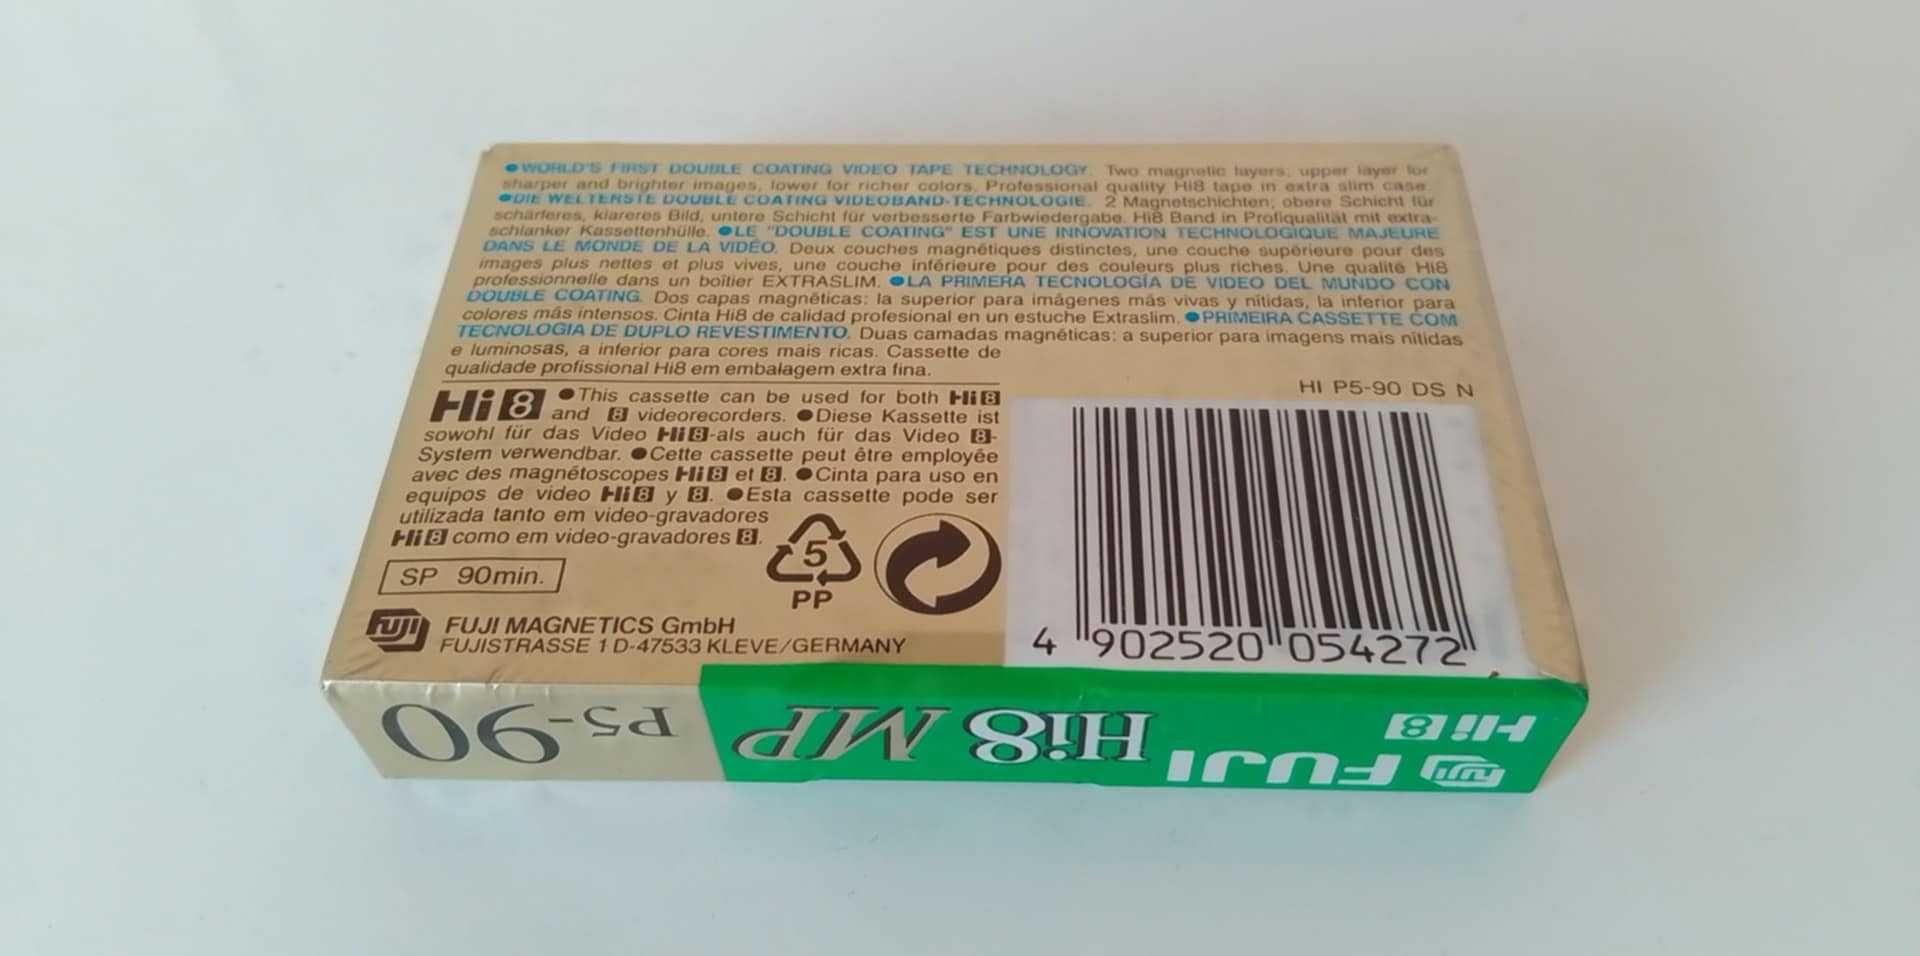 ●WORLD'S FIRST DOUBLE COATING VIDEO TAPE TECHNOLOGY. Two magnetic layers; upper layer for
sharper and brighter images, lower for richer colors. Professional quality Hi8 tape in extra slim case.
●DIE WELTERSTE DOUBLE COATING VIDEOBAND-TECHNOLOGIE. 2 Magnetschichten; obere Schicht für
schärferes, klareres Bild, untere Schicht für verbesserte Farbwiedergabe. Hi8 Band in Profiqualität mit extra-
schlanker Kassettenhülle. ●LE "DOUBLE COATING" EST UNE INNOVATION TECHNOLOGIQUE MAJEURE
DANS LE MONDE DE LA VIDÉO. Deux couches magnétiques distinctes, une couche supérieure pour des
images plus nettes et plus vives, une couche inférieure pour des couleurs plus riches. Une qualité Hi8
professionnelle dans un boîtier EXTRASLIM. ●LA PRIMERA TECNOLOGÍA DE VIDEO DEL MUNDO CON
DOUBLE COATING. Dos capas magnéticas: la superior para imágenes más vivas y nítidas, la inferior para
colores más intensos. Cinta Hi8 de calidad profesional en un estuche Extraslim. ●PRIMEIRA CASSETTE COM
TECNOLOGIA DE DUPLO REVESTIMENTO. Duas camadas magnéticas: a superior para imagens mais nítidas
e luminosas, a inferior para cores mais ricas. Cassette de
qualidade profissional Hi8 em embalagem extra fina.
HI P5-90 DS N
Hi8 ●This cassette can be used for both Hi8
and 8 videorecorders. ●Diese Kassette ist
sowohl für das Video Hi8-als auch für das Video 8-
System verwendbar. ●Cette cassette peut être employée
avec des magnétoscopes Hi8 et 8. ●Cinta para uso en
equipos de video Hi8 y 8. ●Esta cassette pode ser
utilizada tanto em video-gravadores
Hi8 como em video-gravadores 8.
5
PP
SP 90min.
FUJI FUJI MAGNETICS GmbH
FUJISTRASSE 1 D-47533 KLEVE/GERMANY
4 902520 054272
P5-90
Hi8 MP
FUJI
FUJI
Hi8